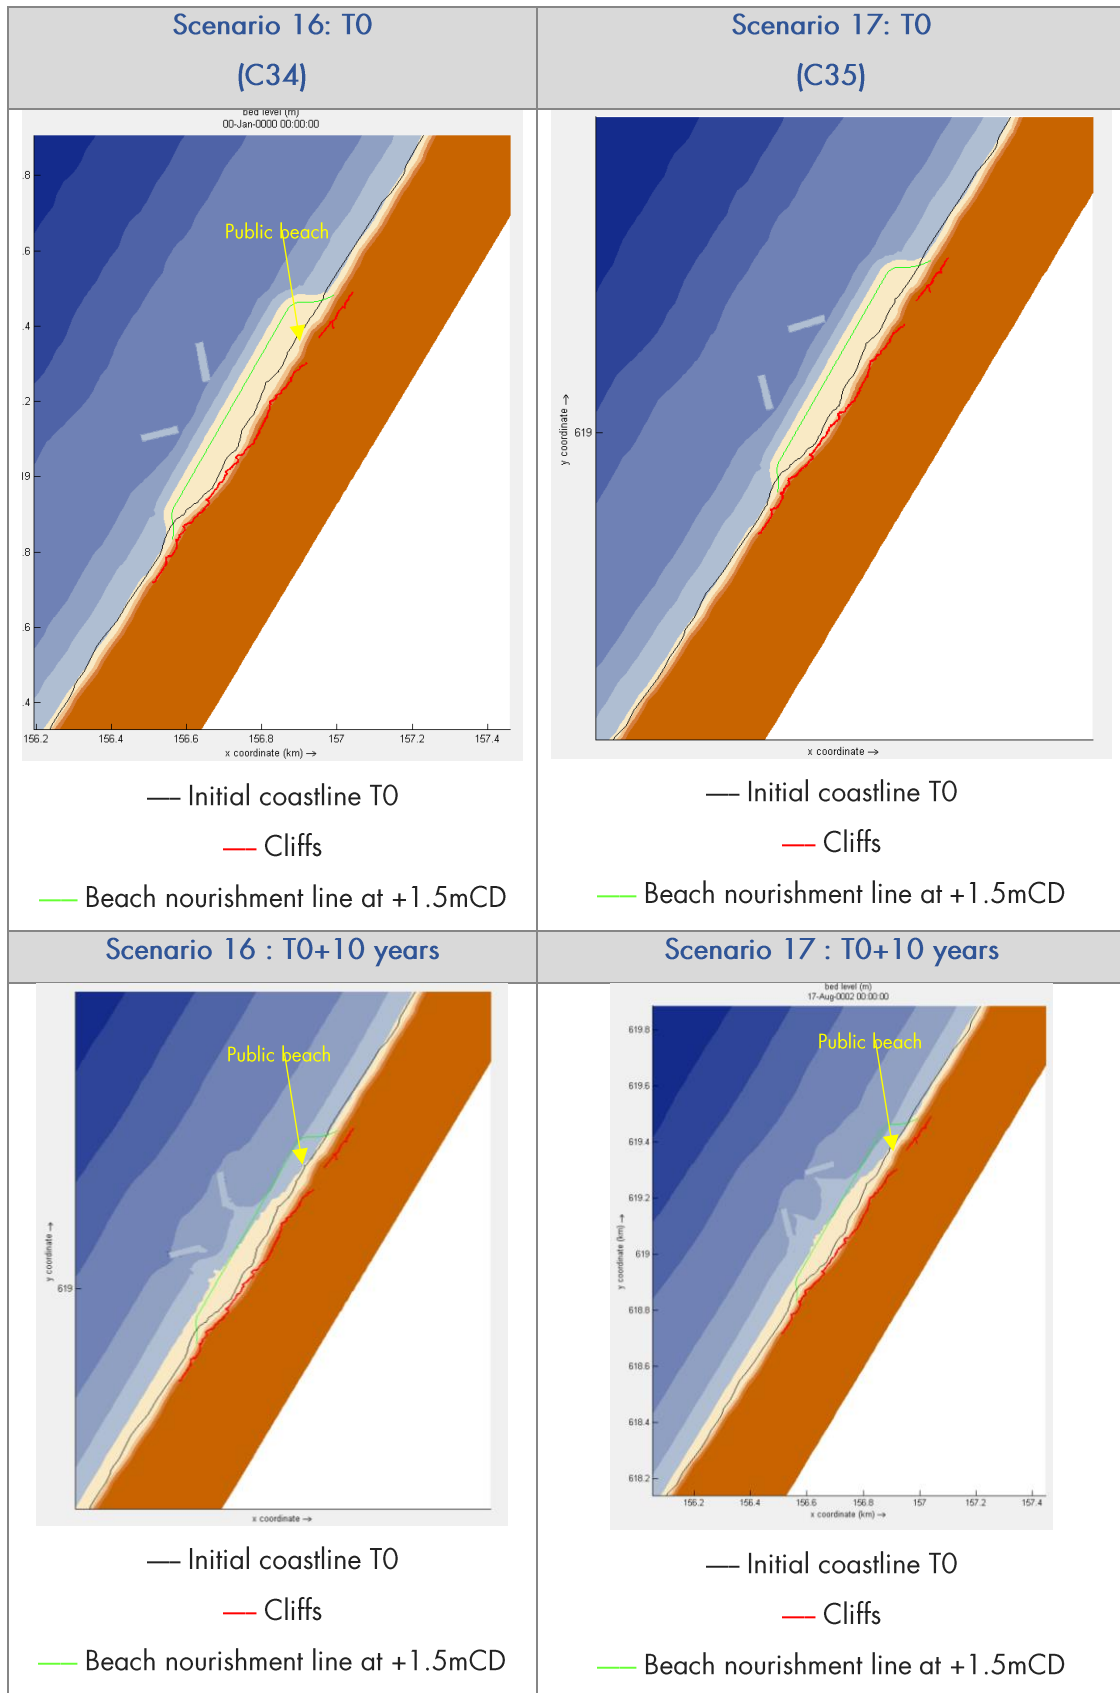 Scenario 16: T0
(C34)
Scenario 17: T0
(C35)
bed level (m)
00-Jan-0000 00:00:00
Public beach
.8
.6
.4
.2
19
.8
.6
.4
156.2 156.4 156.6 156.8 157 157.2 157.4
x coordinate (km) →
y coordinate →
619
x coordinate →
Initial coastline T0
Cliffs
Beach nourishment line at +1.5mCD
Initial coastline T0
Cliffs
Beach nourishment line at +1.5mCD
Scenario 16 : T0+10 years
Scenario 17 : T0+10 years
Public beach
y coordinate →
619
x coordinate →
bed level (m)
17-Aug-0002 00:00:00
Public beach
619.8
619.6
619.4
619.2
619
618.8
618.6
618.4
618.2
y coordinate (km) →
156.2 156.4 156.6 156.8 157 157.2 157.4
x coordinate (km) →
Initial coastline T0
Cliffs
Beach nourishment line at +1.5mCD
Initial coastline T0
Cliffs
Beach nourishment line at +1.5mCD